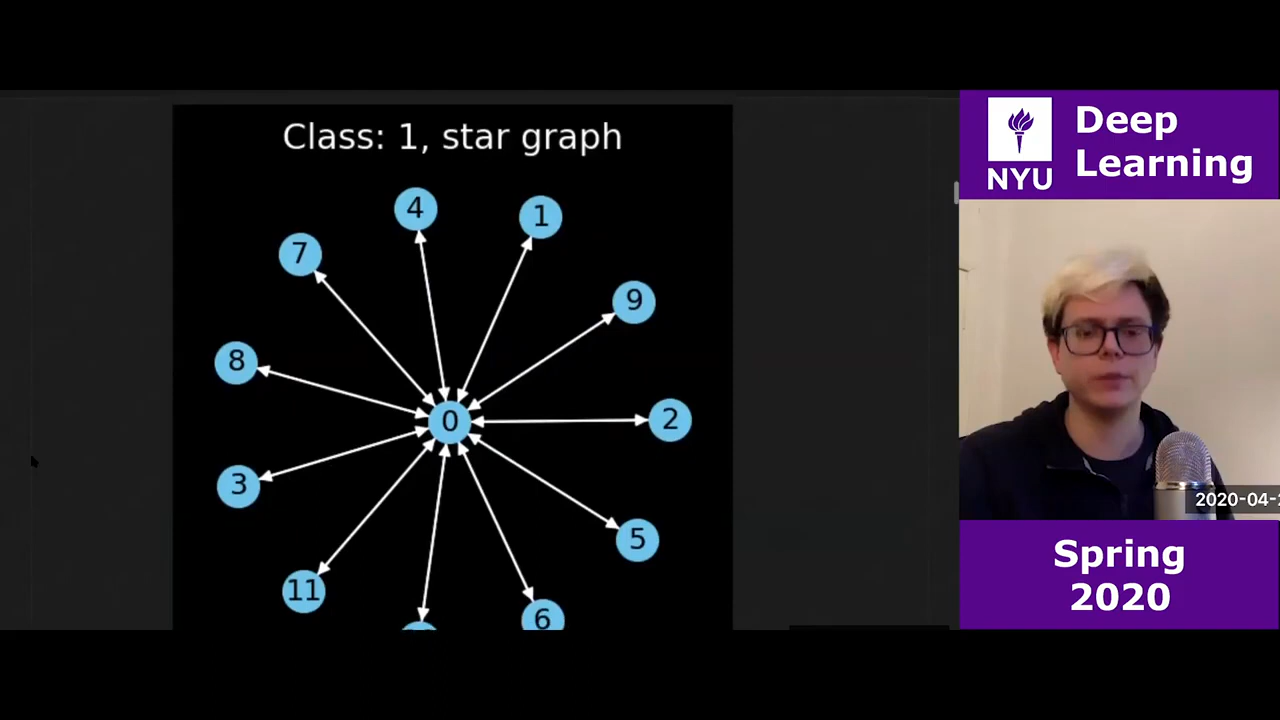 Class: 1, star graph
4
1
7
9
8
0
2
3
5
11
6
NYU
Deep
Learning
2020-04-
Spring
2020